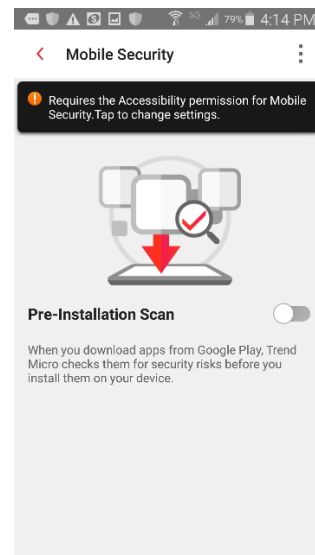 79% 4:14 PM
Mobile Security
Requires the Accessibility permission for Mobile
Security.Tap to change settings.
Pre-Installation Scan
When you download apps from Google Play, Trend
Micro checks them for security risks before you
install them on your device.